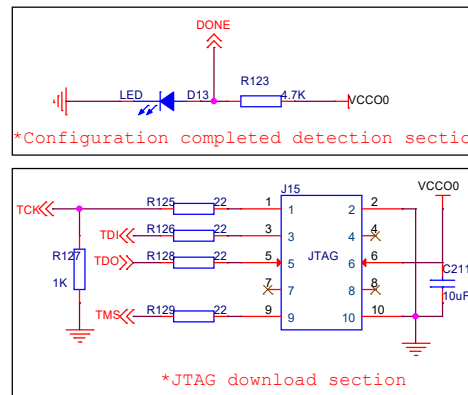 DONE
R123
LED D13 4.7K VCCO0
*Configuration completed detection sectio
VCCO0
J15
R125 22 1 1 2 2
TCK
R126 22 3 3 4 4
TDI
R127 R128 22 5 5 JTAG 6 6
TDO
C211
1K 7 7 8 8
10uF
R129 22 9 9 10 10
TMS
*JTAG download section